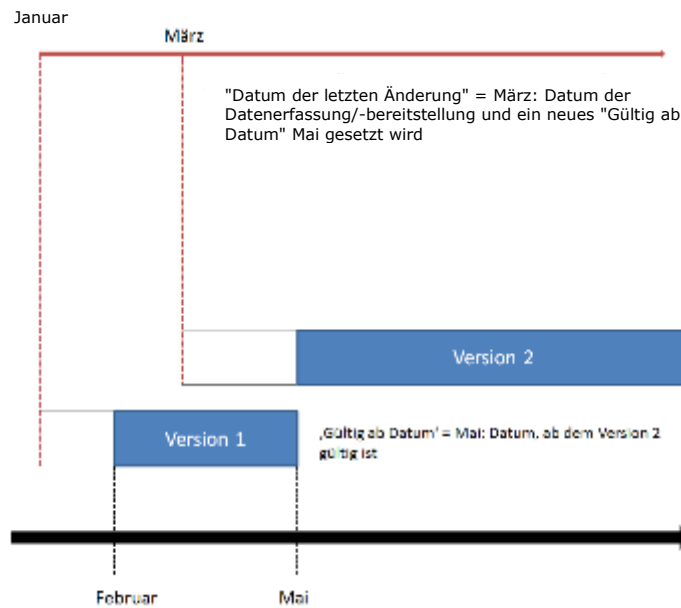 Januar
März
"Datum der letzten Änderung" = März: Datum der
Datenerfassung/-bereitstellung und ein neues "Gültig ab
Datum" Mai gesetzt wird
Version 2
Version 1
‚Gültig ab Datum' = Mai: Datum, ab dem Version 2
gültig ist
Februar
Mai